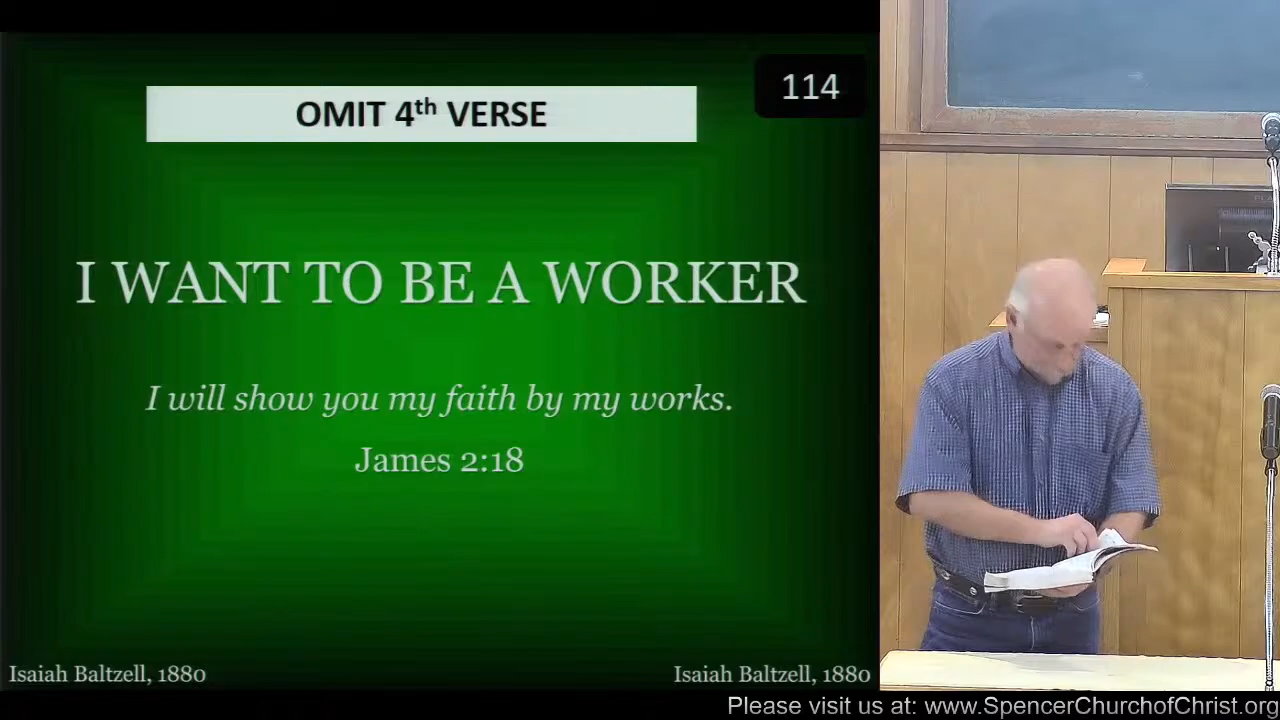 114
OMIT 4th VERSE
I WANT TO BE A WORKER
I will show you my faith by my works.
James 2:18
Isaiah Baltzell, 1880
Isaiah Baltzell, 1880
Please visit us at: www.SpencerChurchofChrist.org